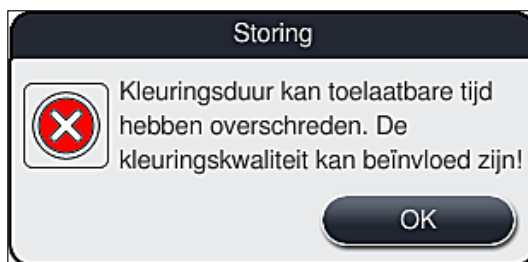 Storing
Kleuringsduur kan toelaatbare tijd
hebben overschreden. De
kleuringskwaliteit kan beïnvloed zijn!
OK